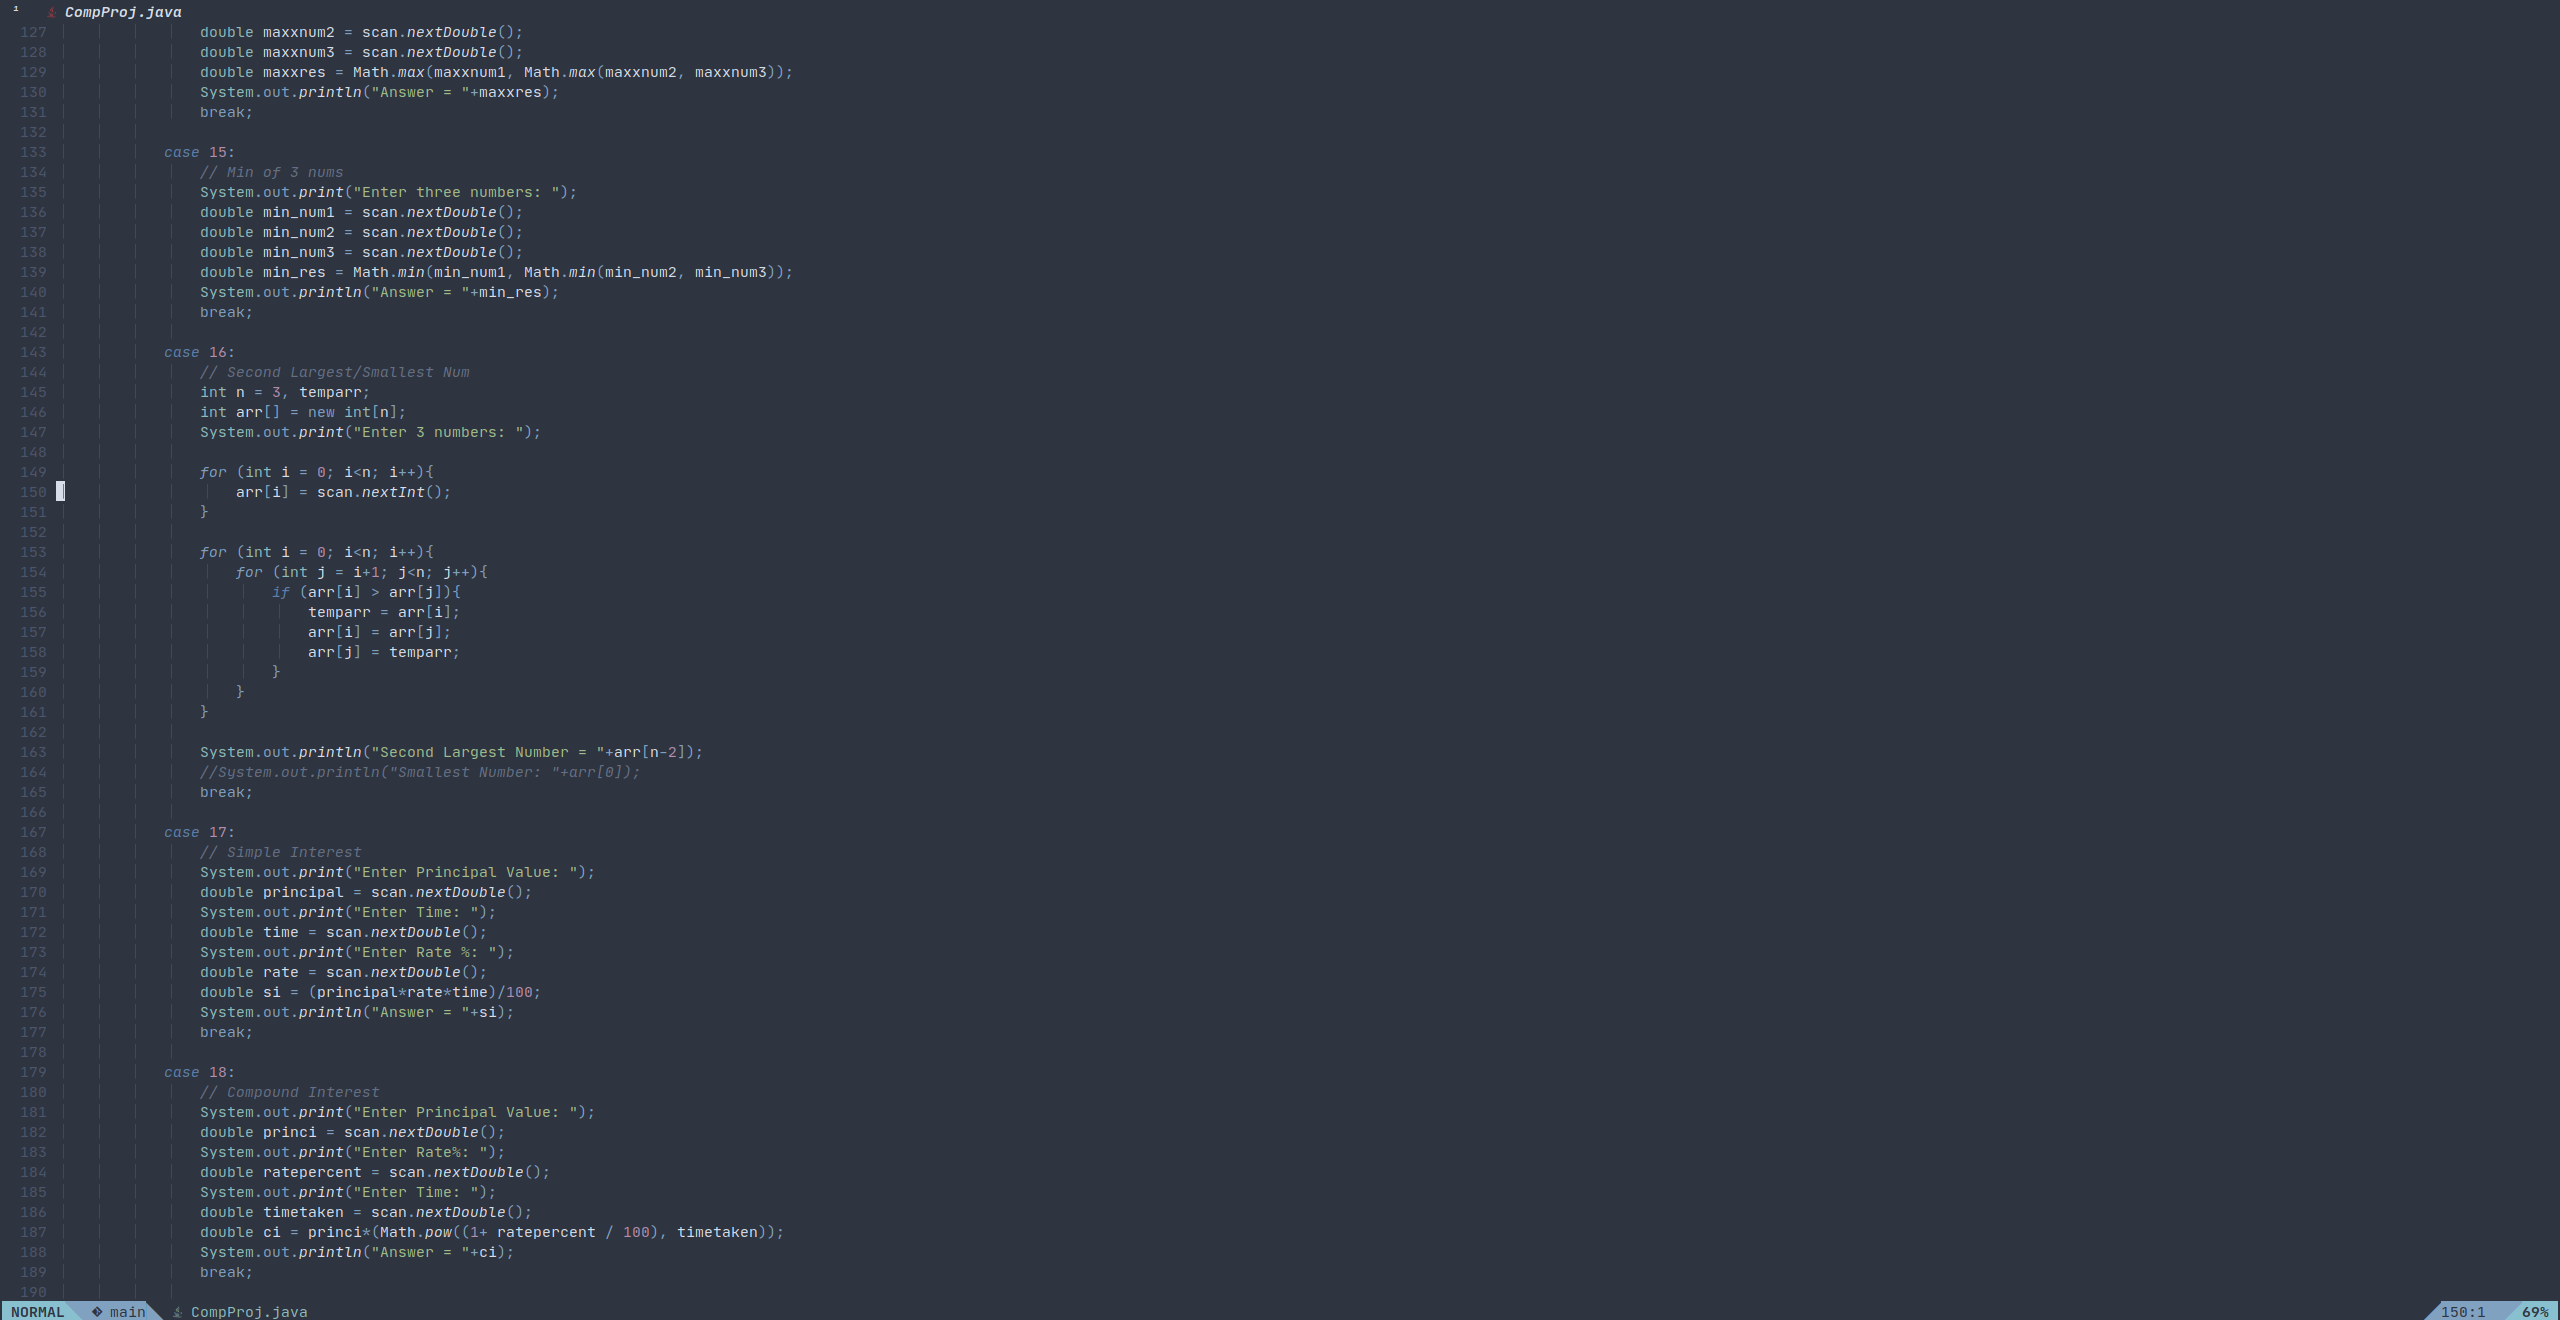 1 CompProj.java
127 double maxxnum2 = scan.nextDouble();
128 double maxxnum3 = scan.nextDouble();
129 double maxxres = Math.max(maxxnum1, Math.max(maxxnum2, maxxnum3));
130 System.out.println("Answer = "+maxxres);
131 break;
132
133 case 15:
134 // Min of 3 nums
135 System.out.print("Enter three numbers: ");
136 double min_num1 = scan.nextDouble();
137 double min_num2 = scan.nextDouble();
138 double min_num3 = scan.nextDouble();
139 double min_res = Math.min(min_num1, Math.min(min_num2, min_num3));
140 System.out.println("Answer = "+min_res);
141 break;
142
143 case 16:
144 // Second Largest/Smallest Num
145 int n = 3, temparr;
146 int arr[] = new int[n];
147 System.out.print("Enter 3 numbers: ");
148
149 for (int i = 0; i<n; i++){
150 arr[i] = scan.nextInt();
151 }
152
153 for (int i = 0; i<n; i++){
154 for (int j = i+1; j<n; j++){
155 if (arr[i] > arr[j]){
156 temparr = arr[i];
157 arr[i] = arr[j];
158 arr[j] = temparr;
159 }
160 }
161 }
162
163 System.out.println("Second Largest Number = "+arr[n-2]);
164 //System.out.println("Smallest Number: "+arr[0]);
165 break;
166
167 case 17:
168 // Simple Interest
169 System.out.print("Enter Principal Value: ");
170 double principal = scan.nextDouble();
171 System.out.print("Enter Time: ");
172 double time = scan.nextDouble();
173 System.out.print("Enter Rate %: ");
174 double rate = scan.nextDouble();
175 double si = (principal*rate*time)/100;
176 System.out.println("Answer = "+si);
177 break;
178
179 case 18:
180 // Compound Interest
181 System.out.print("Enter Principal Value: ");
182 double princi = scan.nextDouble();
183 System.out.print("Enter Rate%: ");
184 double ratepercent = scan.nextDouble();
185 System.out.print("Enter Time: ");
186 double timetaken = scan.nextDouble();
187 double ci = princi*(Math.pow((1+ ratepercent / 100), timetaken));
188 System.out.println("Answer = "+ci);
189 break;
190
NORMAL main CompProj.java 150:1 69%